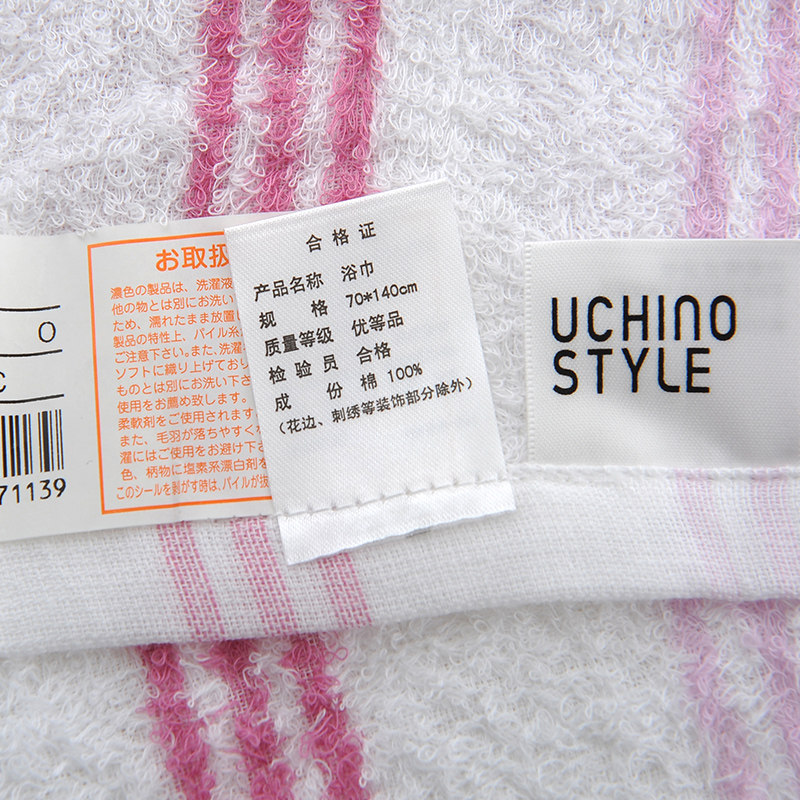 お取扱
濃色の製品は、洗濯液
他の物とは別にお洗い
ため、濡れたまま放置し
製品の特性上、パイル糸
ご注意下さい。また、洗濯
ソフトに織り上げており
ものとは別にお洗い下さ
使用をお薦め致します。
柔軟剤をご使用されます
また、毛羽が落ちやすくな
濯にはご使用をお避け下
色、柄物に塩素系漂白剤を
このシールを剥がす時は、パイルが抜
O
C
71139
合格证
产品名称 浴巾
规 格 70*140cm
质量等级 优等品
检 验 员 合格
成 份 棉 100%
（花边、刺绣等装饰部分除外）
UCHINO
STYLE